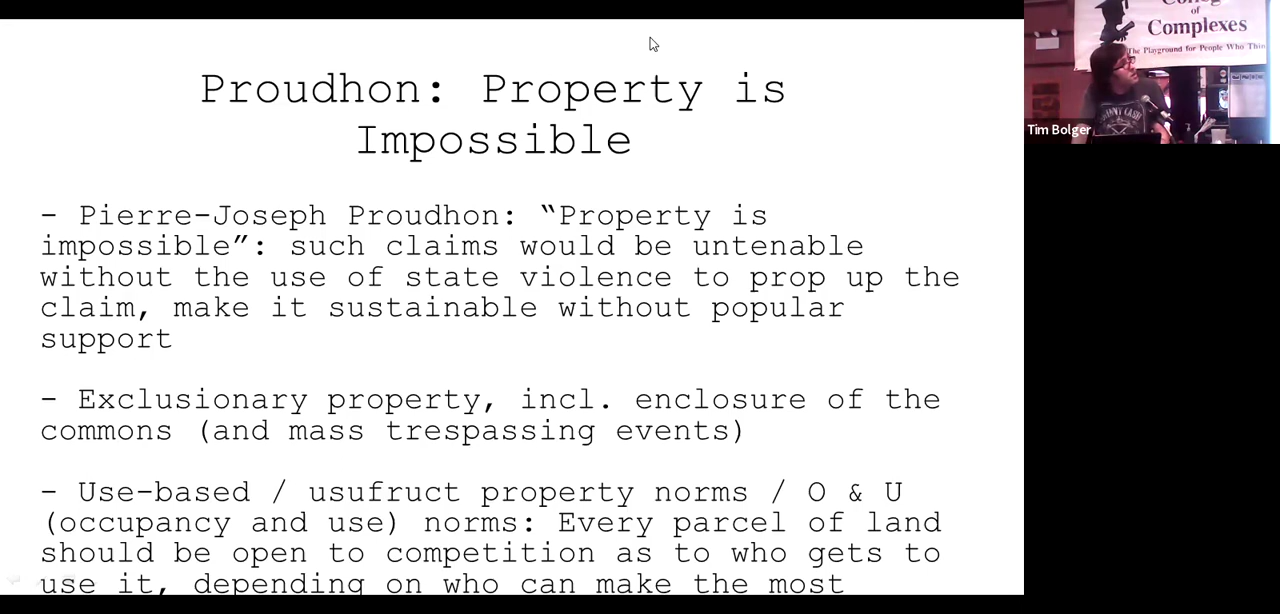 Proudhon: Property is
Impossible
- Pierre-Joseph Proudhon: “Property is
impossible”: such claims would be untenable
without the use of state violence to prop up the
claim, make it sustainable without popular
support
- Exclusionary property, incl. enclosure of the
commons (and mass trespassing events)
- Use-based / usufruct property norms / O & U
(occupancy and use) norms: Every parcel of land
should be open to competition as to who gets to
use it, depending on who can make the most
of
Complexes
The Playground for People Who
Tim Bolger